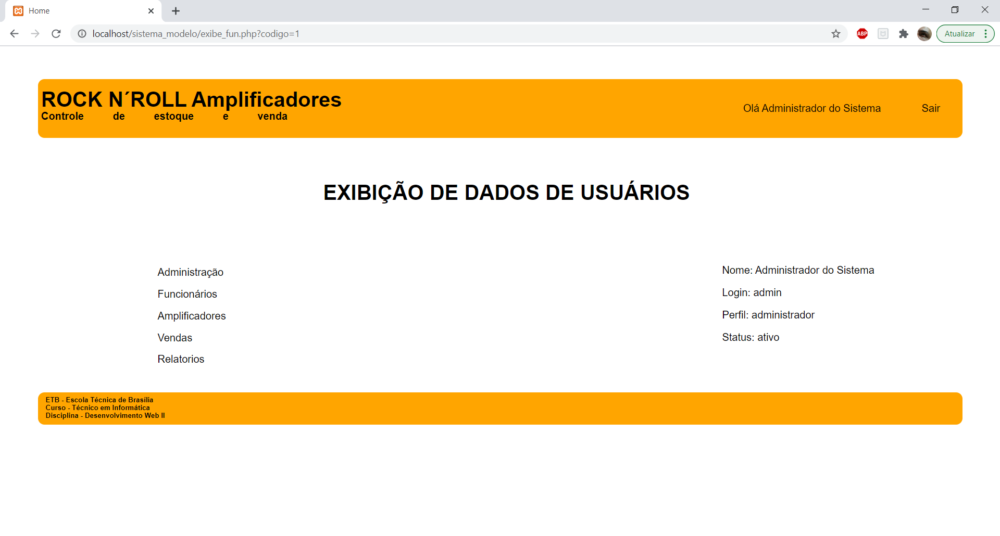 Home
localhost/sistema_modelo/exibe_fun.php?codigo=1
ABP
Atualizar
ROCK N´ROLL Amplificadores
Controle de estoque e venda
Olá Administrador do Sistema
Sair
EXIBIÇÃO DE DADOS DE USUÁRIOS
Administração
Funcionários
Amplificadores
Vendas
Relatorios
Nome: Administrador do Sistema
Login: admin
Perfil: administrador
Status: ativo
ETB - Escola Técnica de Brasília
Curso - Técnico em Informática
Disciplina - Desenvolvimento Web II